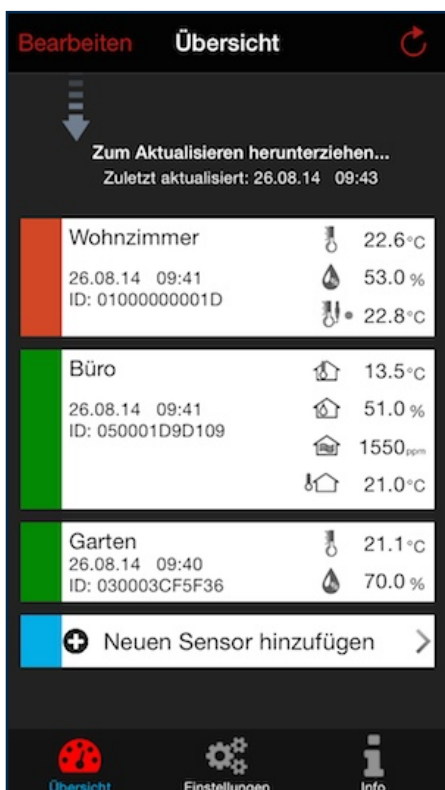 Bearbeiten Übersicht
Zum Aktualisieren herunterziehen...
Zuletzt aktualisiert: 26.08.14 09:43
Wohnzimmer 22.6°C
26.08.14 09:41 53.0 %
ID: 01000000001D
22.8°C
Büro 13.5°C
26.08.14 09:41 51.0 %
ID: 050001D9D109
1550ppm
21.0°C
Garten 21.1°C
26.08.14 09:40
ID: 030003CF5F36 70.0 %
Neuen Sensor hinzufügen
Übersicht Einstellungen Info